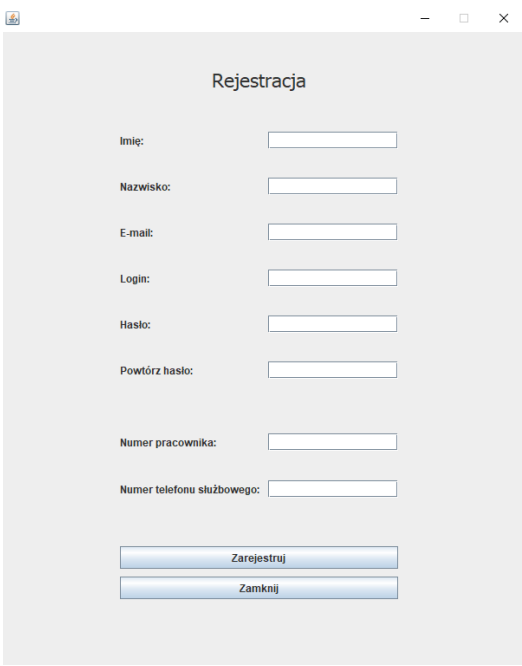 Rejestracja
Imię:
Nazwisko:
E-mail:
Login:
Hasło:
Powtórz hasło:
Numer pracownika:
Numer telefonu służbowego:
Zarejestruj
Zamknij